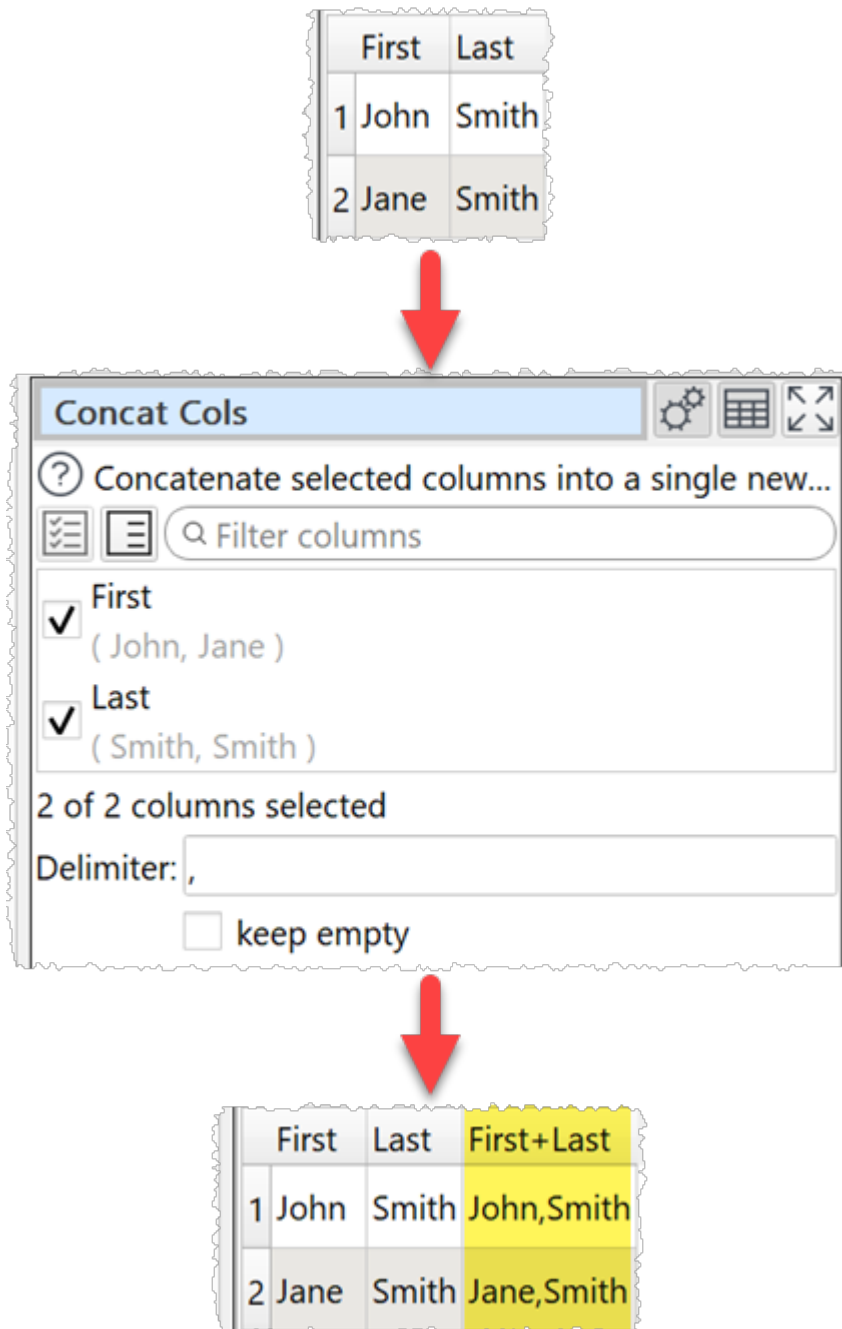 First Last
1 John Smith
2 Jane Smith
Concat Cols
? Concatenate selected columns into a single new...
Filter columns
First
( John, Jane )
Last
( Smith, Smith )
2 of 2 columns selected
Delimiter: ,
keep empty
First Last First+Last
1 John Smith John,Smith
2 Jane Smith Jane,Smith